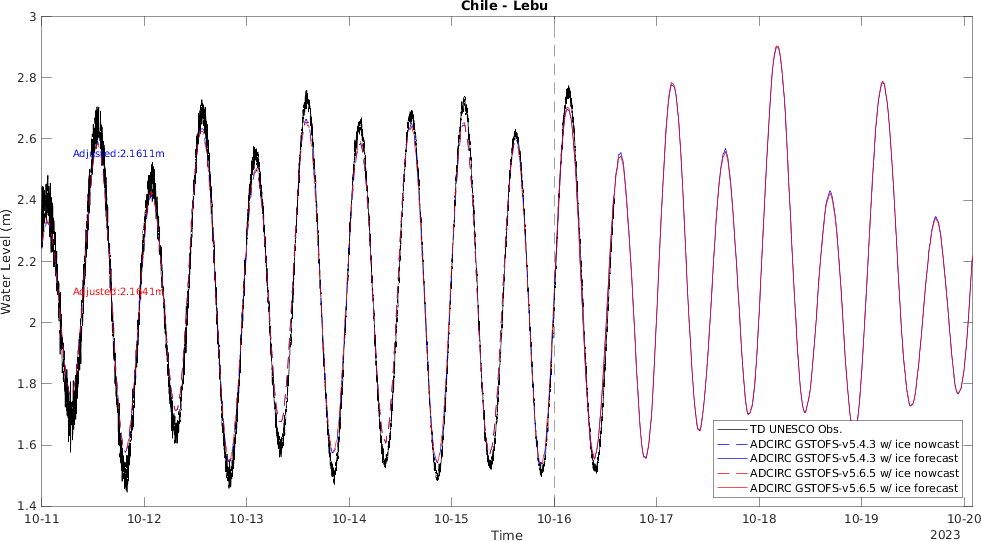 Chile - Lebu
3
2.8
2.6
2.4
2.2
2
1.8
1.6
1.4
Water Level (m)
Adjusted:2.1611m
Adjusted:2.1641m
TD UNESCO Obs.
ADCIRC GSTOFS-v5.4.3 w/ ice nowcast
ADCIRC GSTOFS-v5.4.3 w/ ice forecast
ADCIRC GSTOFS-v5.6.5 w/ ice nowcast
ADCIRC GSTOFS-v5.6.5 w/ ice forecast
10-11 10-12 10-13 10-14 10-15 10-16 10-17 10-18 10-19 10-20
Time
2023